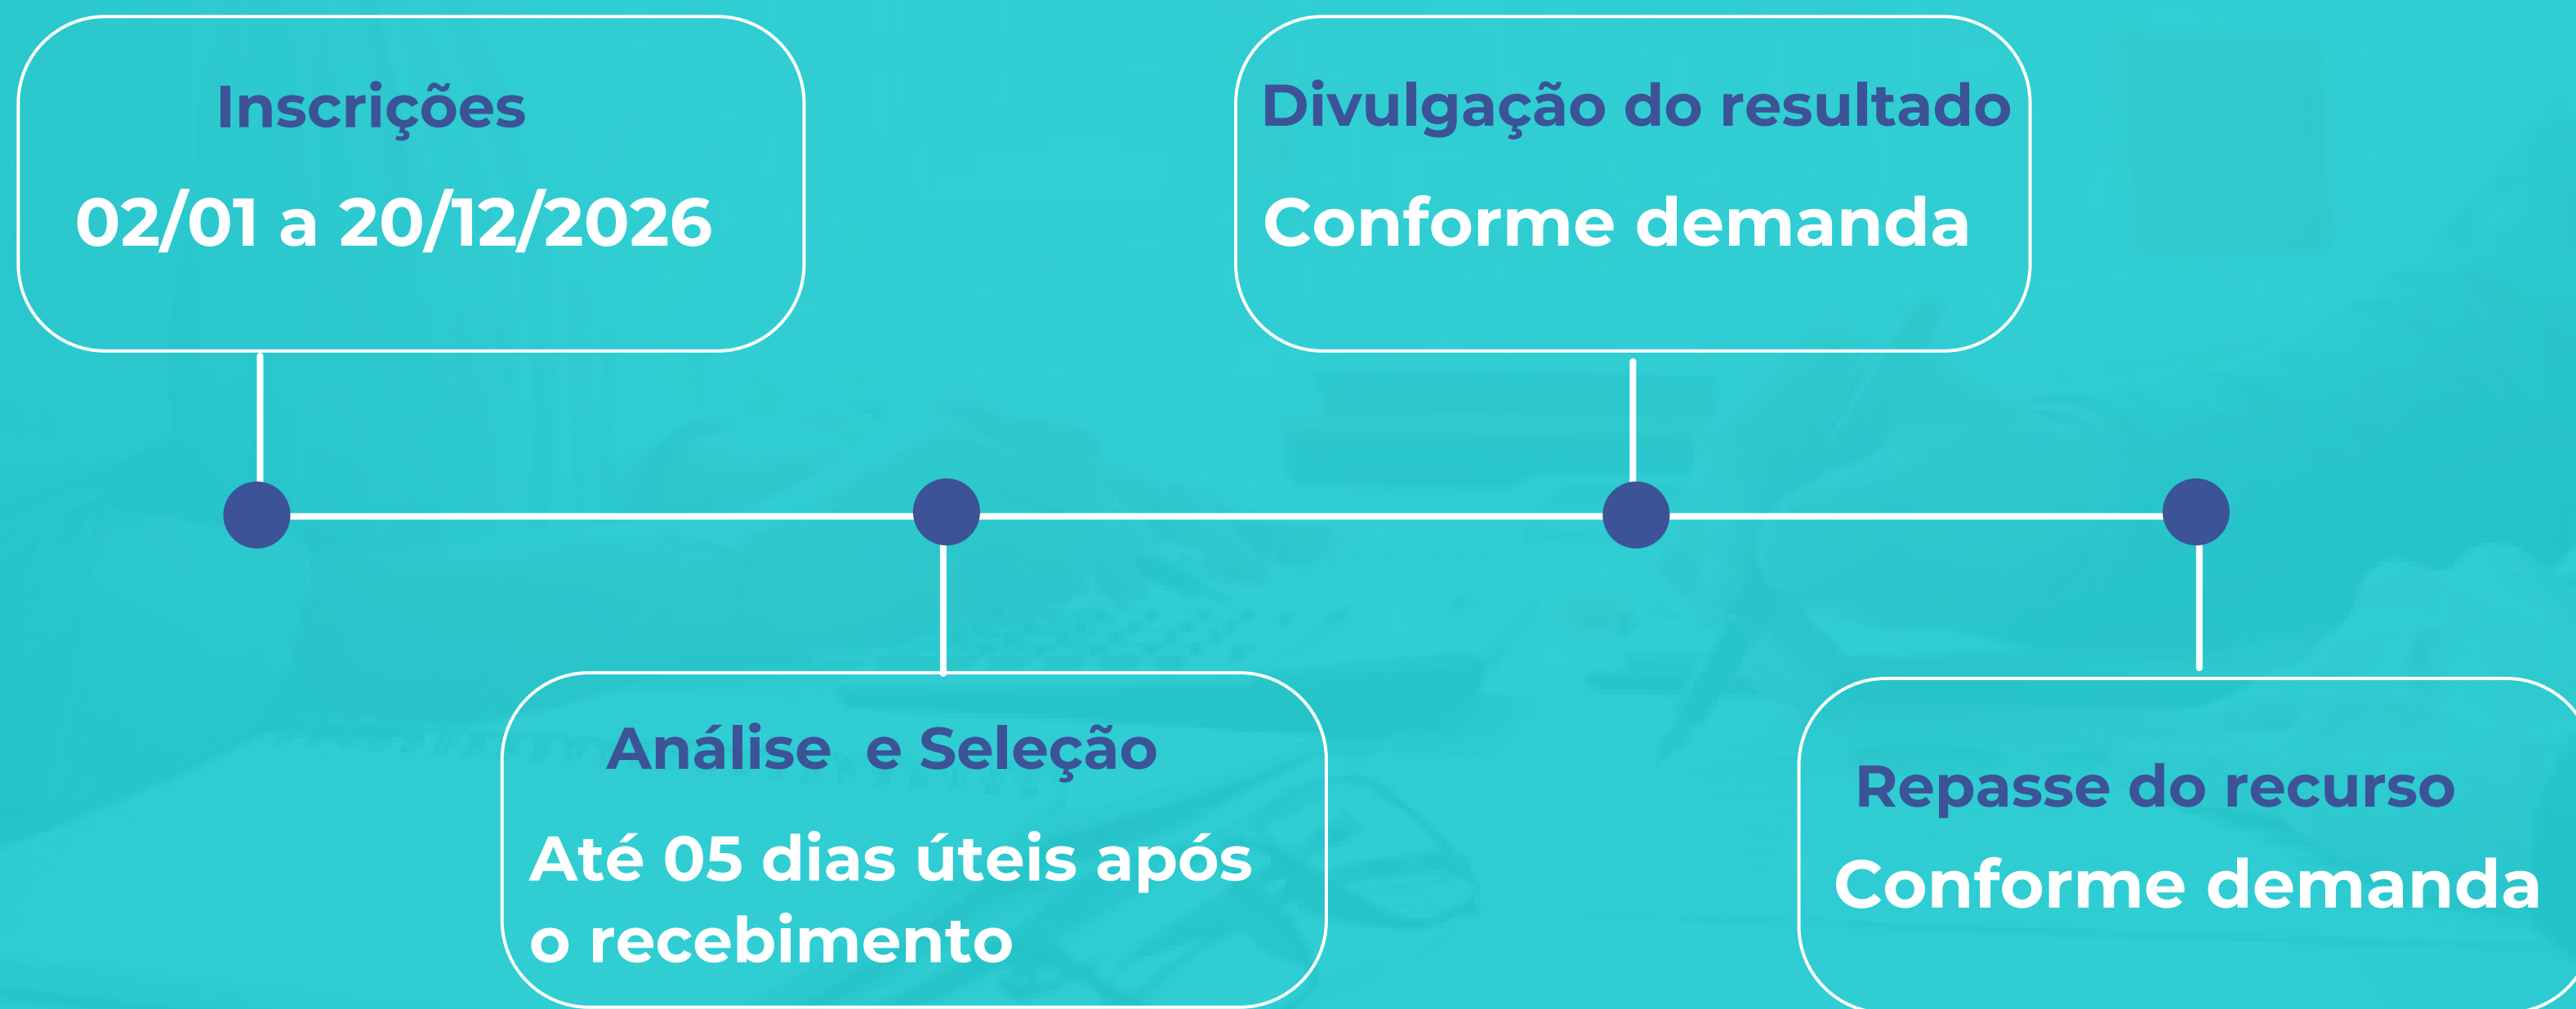 Inscrições
02/01 a 20/12/2026
Análise e Seleção
Até 05 dias úteis após
o recebimento
Divulgação do resultado
Conforme demanda
Repasse do recurso
Conforme demanda